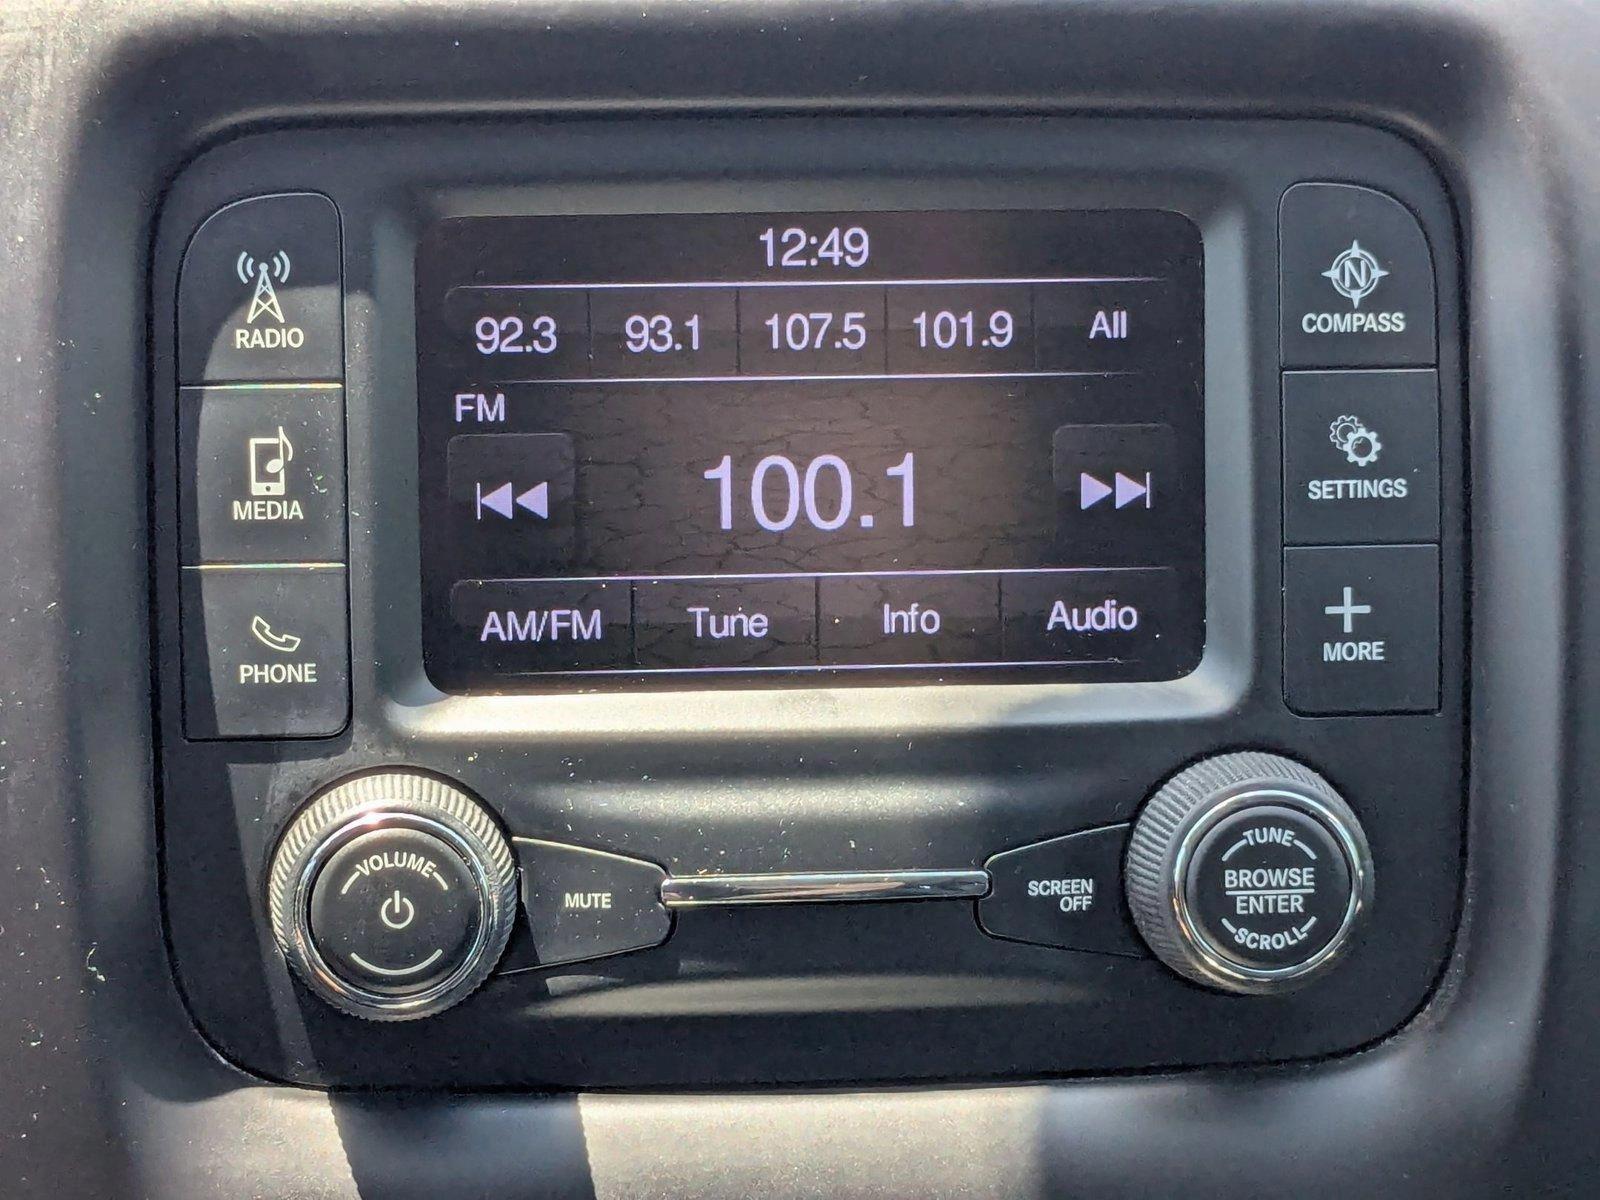 12:49
92.3 93.1 107.5 101.9 All
FM
100.1
AM/FM Tune Info Audio
RADIO
MEDIA
PHONE
N
COMPASS
SETTINGS
MORE
VOLUME
MUTE
SCREEN
OFF
TUNE
BROWSE
ENTER
SCROLL